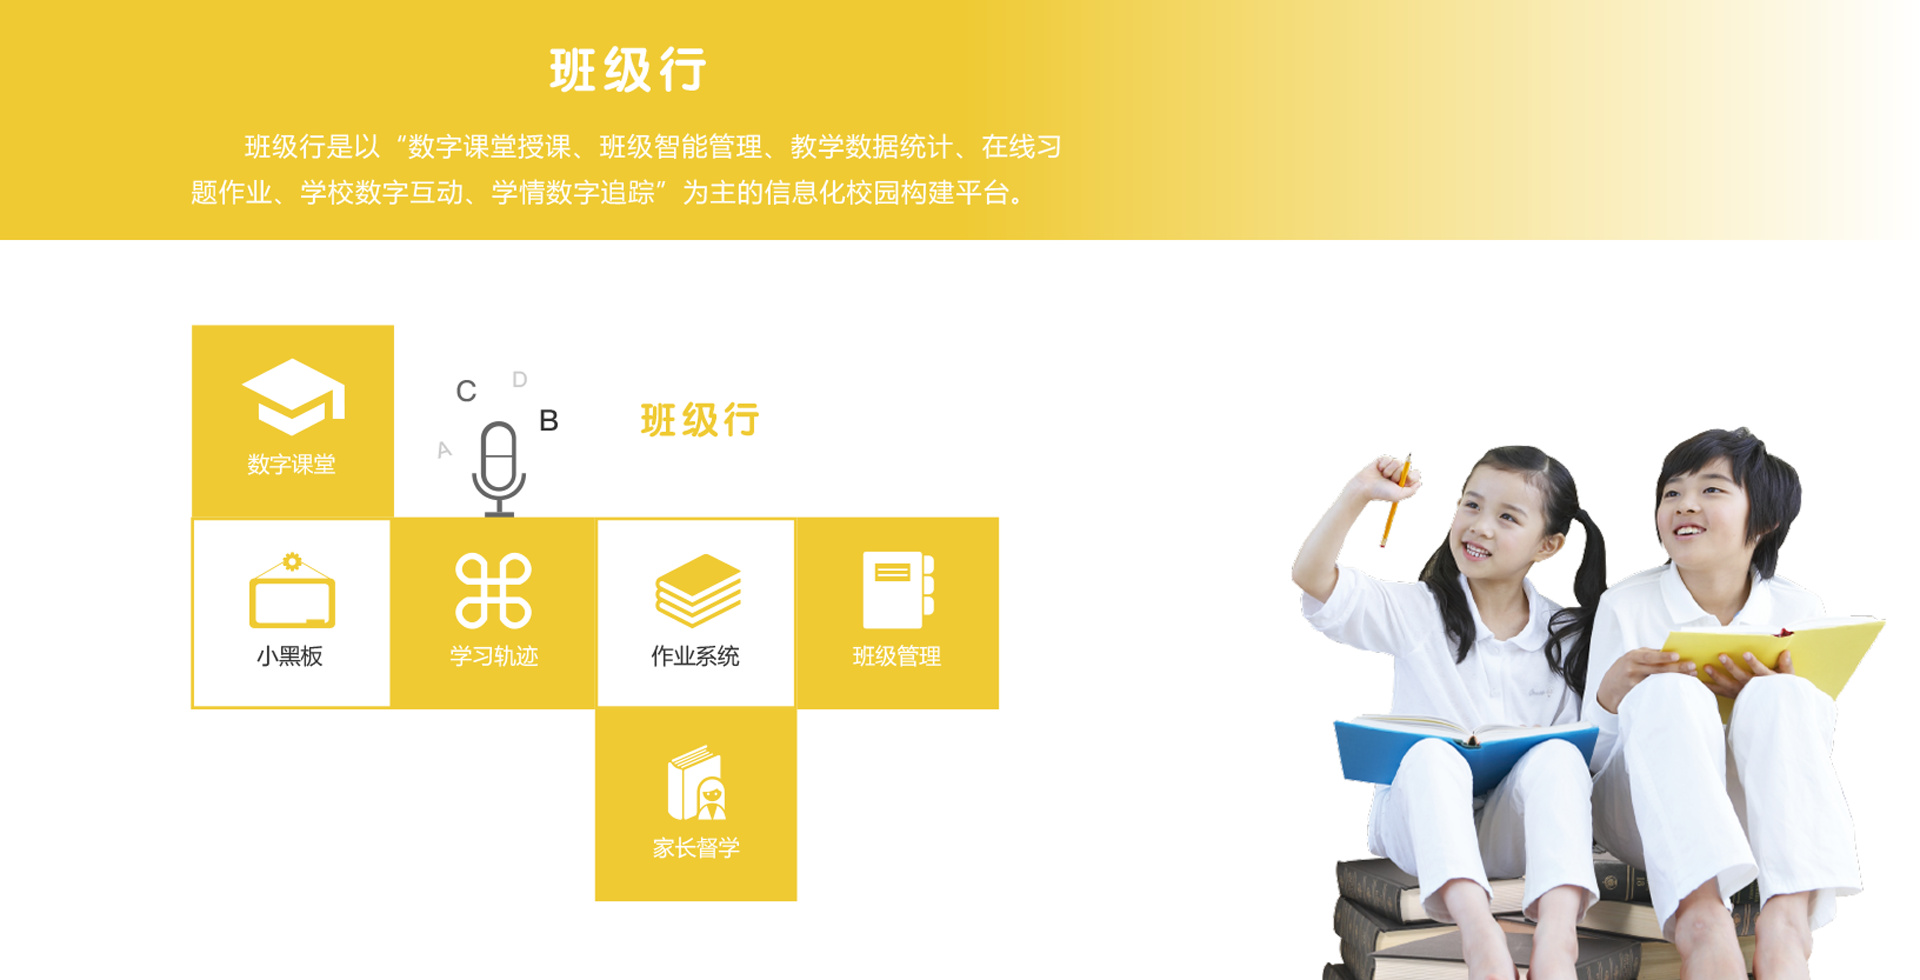 班级行
班级行是以“数字课堂授课、班级智能管理、教学数据统计、在线习
题作业、学校数字互动、学情数字追踪”为主的信息化校园构建平台。
数字课堂
C
D
B
A
班级行
小黑板
学习轨迹
作业系统
班级管理
家长督学